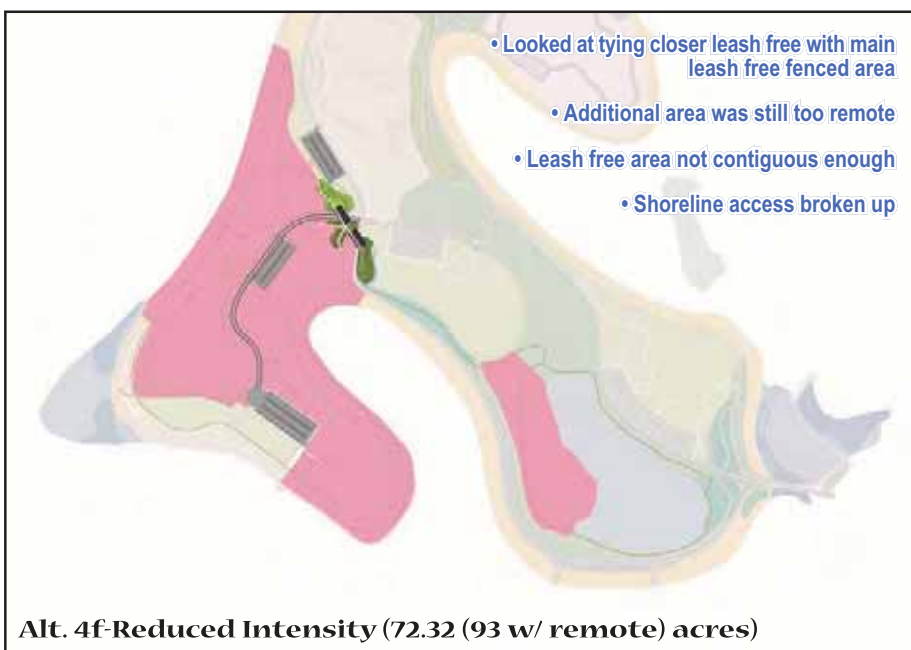 • Looked at tying closer leash free with main
leash free fenced area
• Additional area was still too remote
• Leash free area not contiguous enough
• Shoreline access broken up
Alt. 4f-Reduced Intensity (72.32 (93 w/ remote) acres)